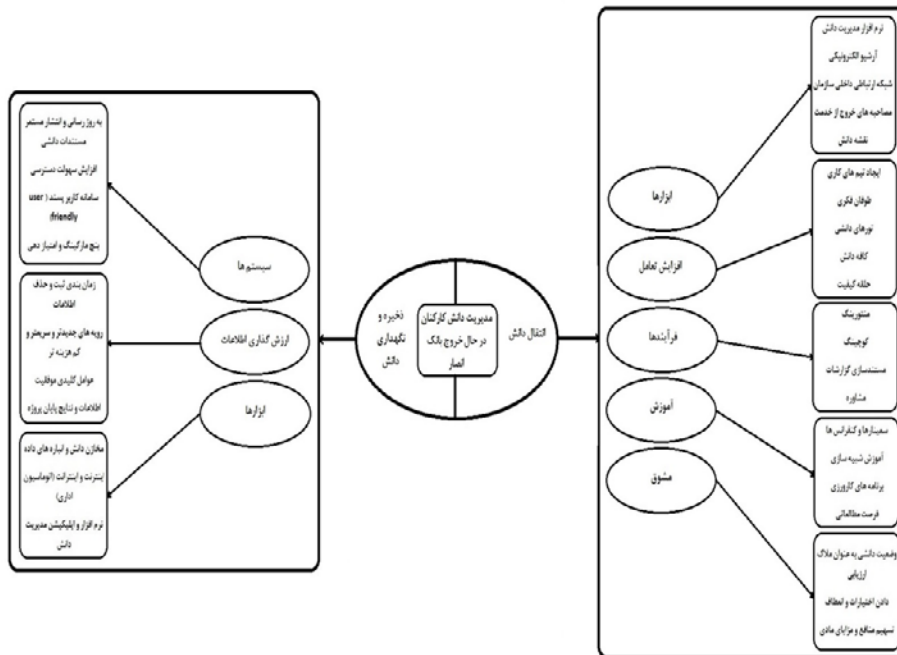 نرم افزار مدیریت دانش
آرشیو الکترونیکی
شبکه ارتباطی داخلی سازمان
مصاحبه های خروج از خدمت
نقشه دانش
ایجاد تیم های کاری
طوفان فکری
تورهای دانشی
کافه دانش
حلقه کیفیت
منتورینگ
کوچینگ
مستندسازی گزارشات
مشاوره
سمینارها و کنفرانس ها
آموزش شبیه سازی
برنامه های کارورزی
فرصت مطالعاتی
وضعیت دانشی به عنوان ملاک
ارزیابی
دادن اختیارات و انعطاف
تسهیم منافع و مزایای مادی
ابزارها
افزایش تعامل
فرآیندها
آموزش
مشوق
انتقال دانش
مدیریت دانش کارکنان
در حال خروج بانک
انصار
ذخیره و
نگهداری
دانش
سیستم ها
ارزش گذاری اطلاعات
ابزارها
به روز رسانی و انتشار مستمر
مستندات دانشی
افزایش سهولت دسترسی
سامانه کاربر پسند ( user
friendly)
بنچ مارکینگ و امتیاز دهی
زمان بندی ثبت و حذف
اطلاعات
رویه های جدیدتر و سریعتر و
کم هزینه تر
عوامل کلیدی موفقیت
اطلاعات و نتایج پایان پروژه
مخازن دانش و انباره های داده
اینترنت و اینترانت (اتوماسیون
اداری)
نرم افزار و اپلیکیشن مدیریت
دانش